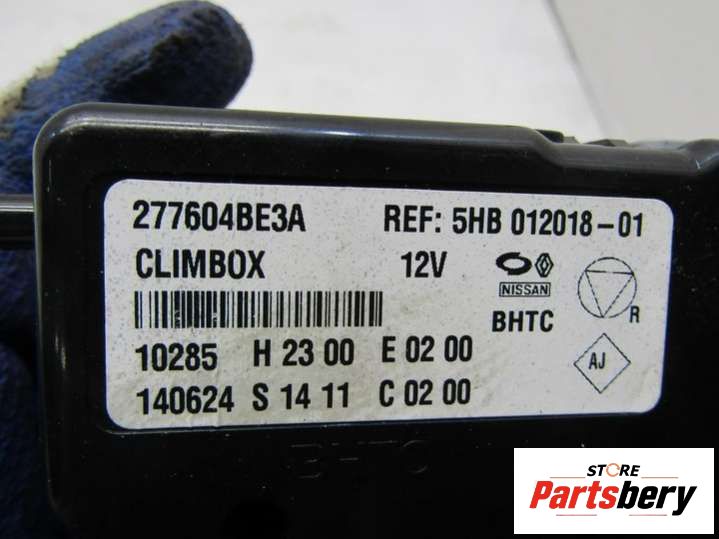 277604BE3A REF: 5HB 012018-01
CLIMBOX 12V
NISSAN
BHTC
R
10285 H 23 00 E 02 00
AJ
140624 S 14 11 C 02 00
BHTC
STORE
Partsbery